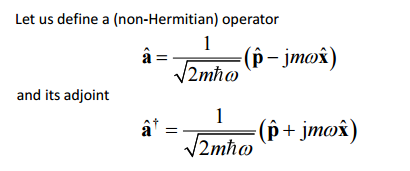 Let us define a (non-Hermitian) operator
â = 1/√2mħω (p̂ − jmωx̂)
and its adjoint
â† = 1/√2mħω (p̂ + jmωx̂)